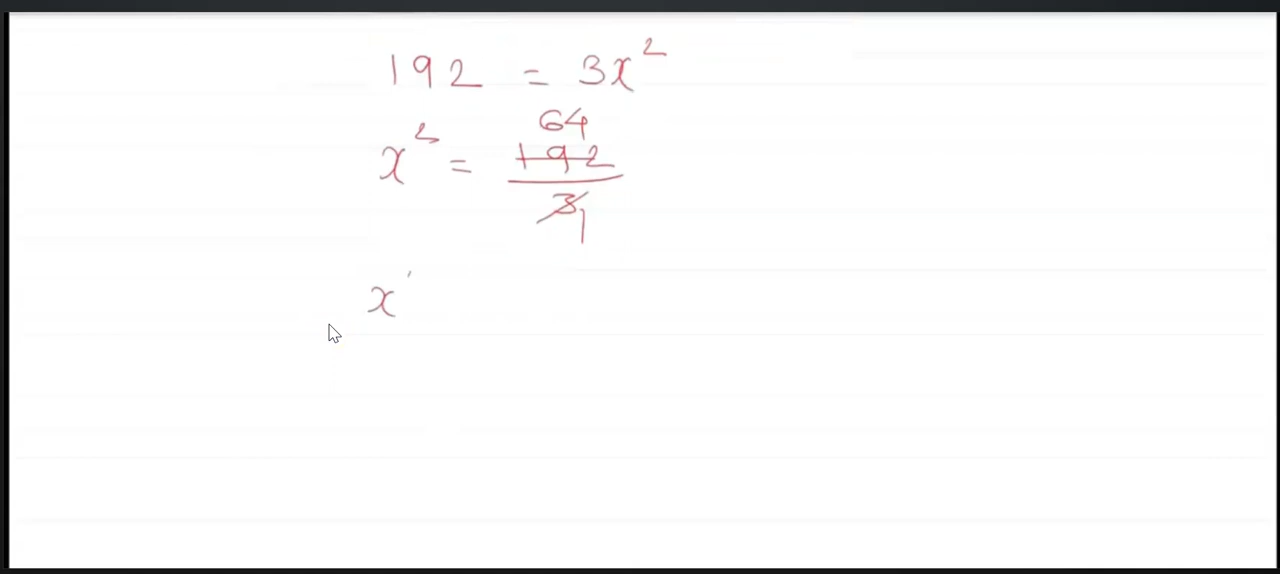 192 = 3x²
64
x² = 192
3 1
x'